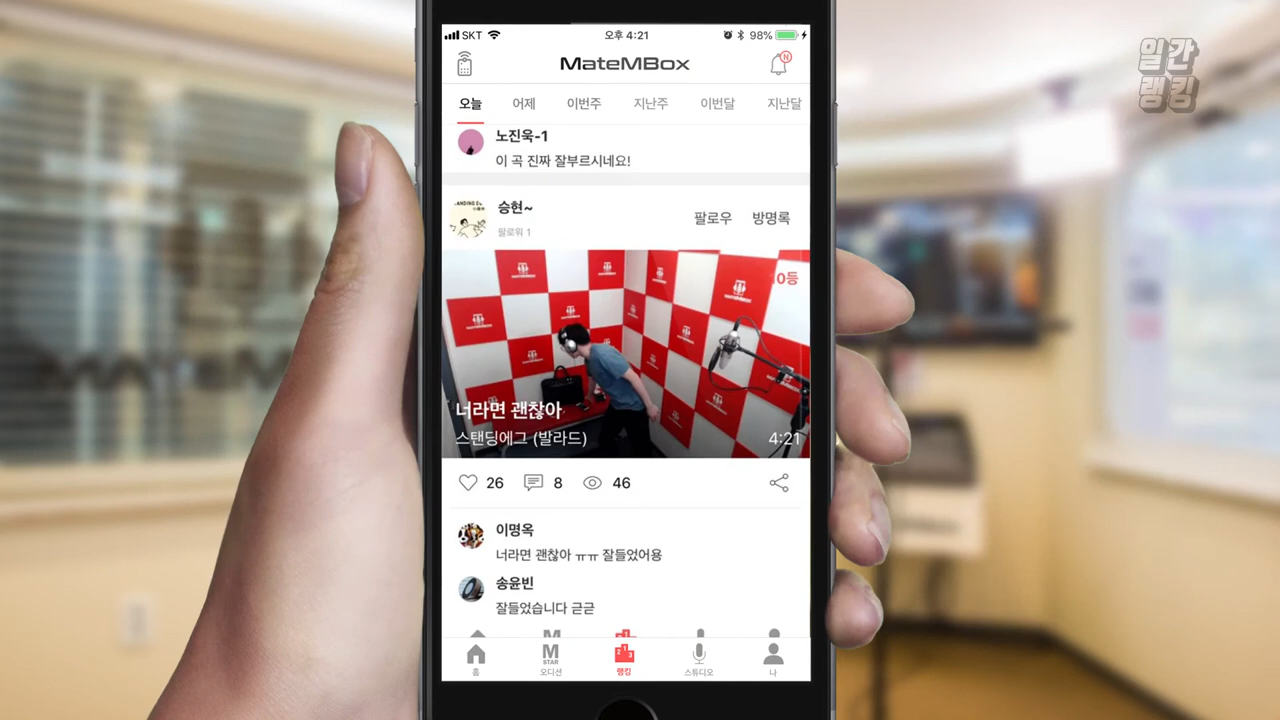 일간
랭킹
SKT 오후 4:21 98%
MateMBox N
오늘 어제 이번주 지난주 이번달 지난달
노진욱-1
이 곡 진짜 잘부르시네요!
승현~
팔로워 1
팔로우 방명록
0등
너라면 괜찮아
스탠딩에그 (발라드) 4:21
26 8 46
이명옥
너라면 괜찮아 ㅠㅠ 잘들었어용
송윤빈
잘들었습니다 귿귿
홈 오디션 랭킹 스튜디오 나
M
STAR